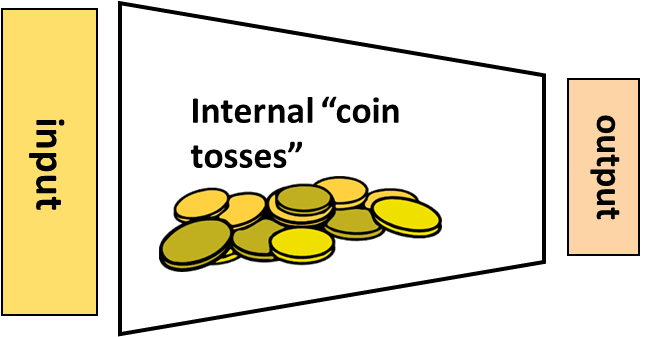 input
Internal “coin
tosses”
output